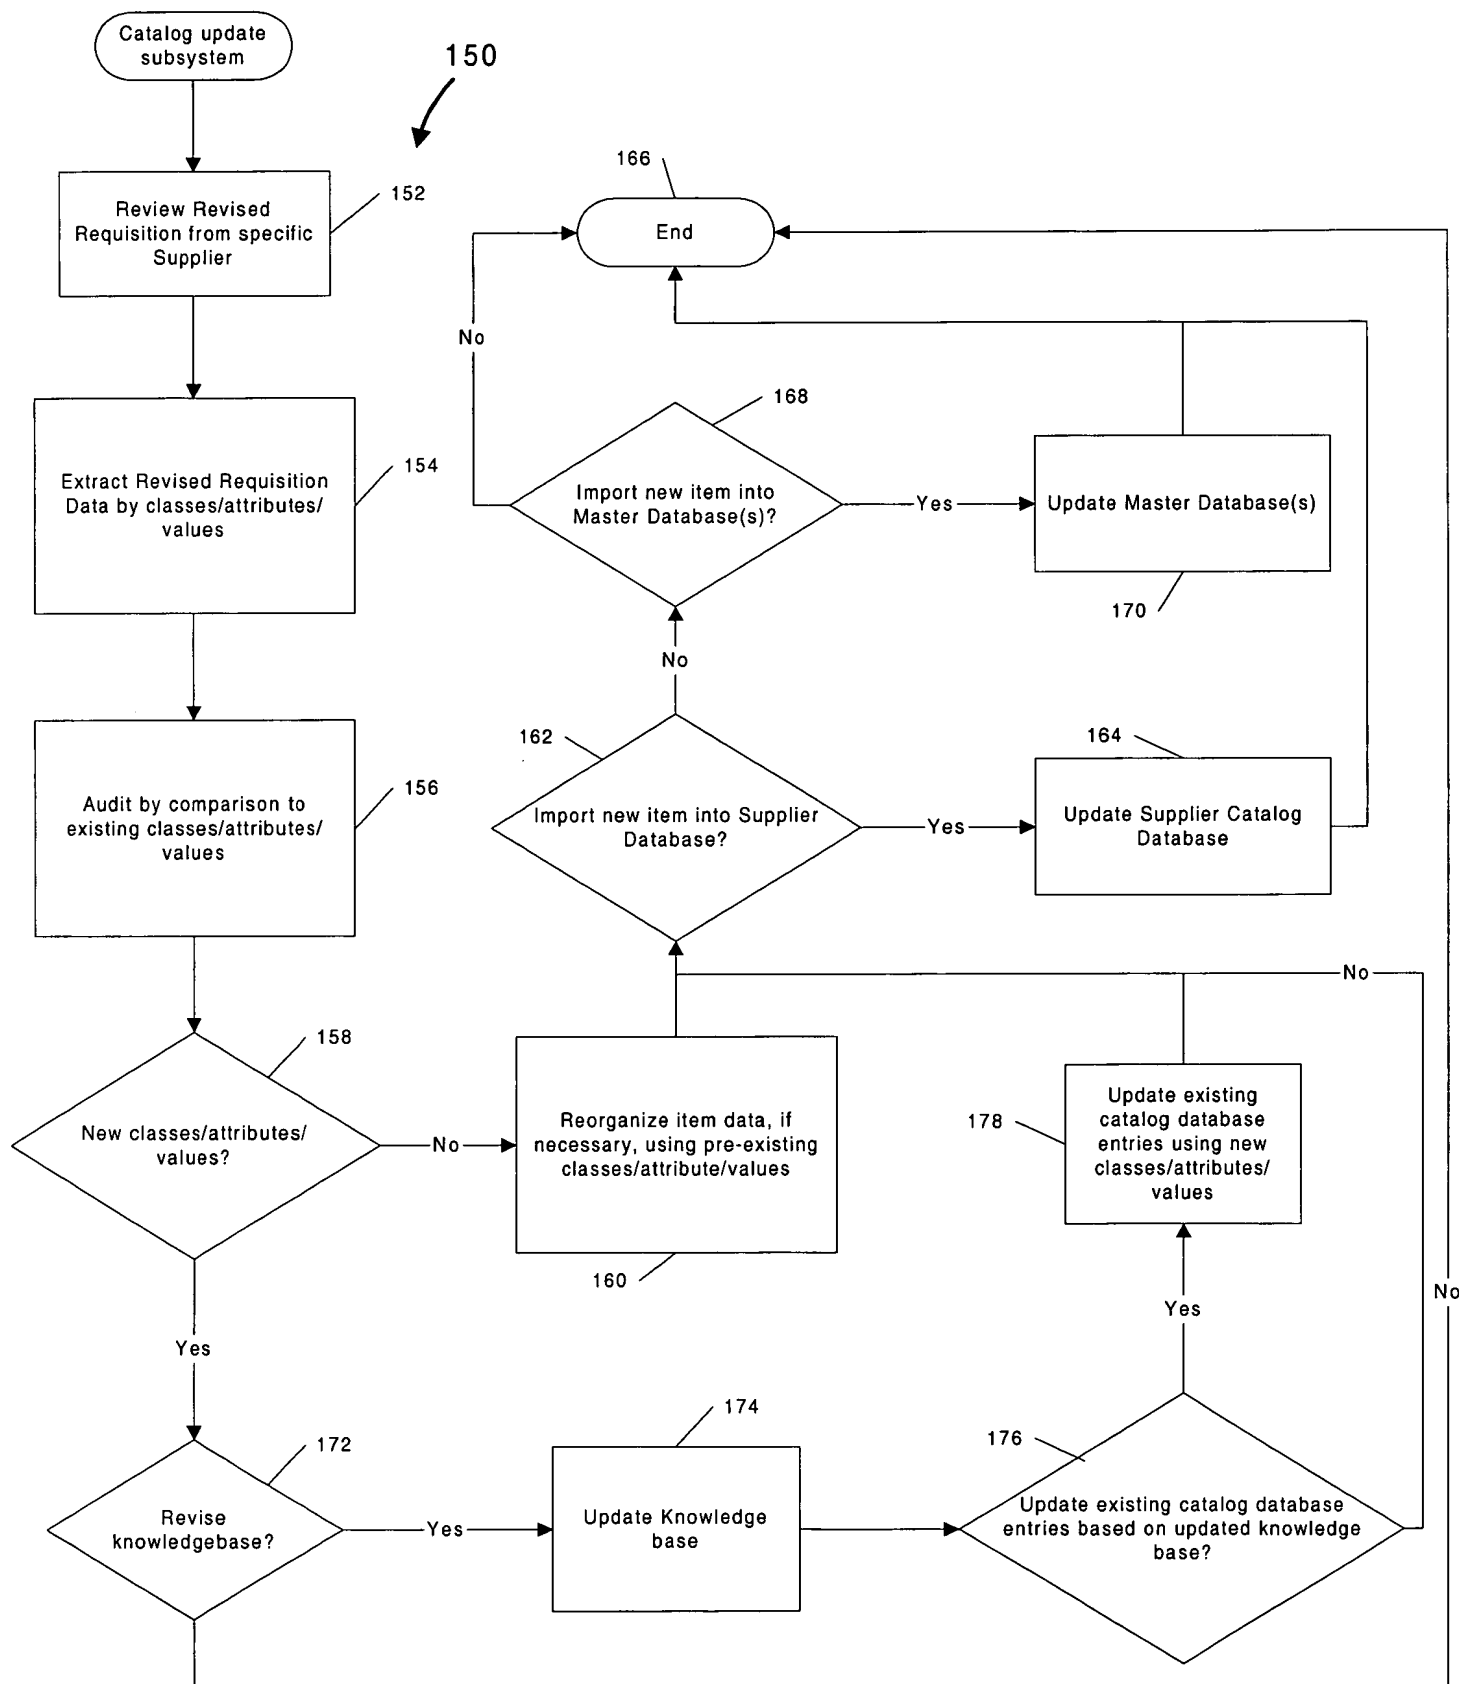 Catalog update
subsystem
150
Review Revised
Requisition from specific
Supplier
152
Extract Revised Requisition
Data by classes/attributes/
values
154
Audit by comparison to
existing classes/attributes/
values
156
New classes/attributes/
values?
158
No
Yes
Reorganize item data, if
necessary, using pre-existing
classes/attribute/values
160
Import new item into Supplier
Database?
162
Yes
No
Update Supplier Catalog
Database
164
Import new item into
Master Database(s)?
168
Yes
No
Update Master Database(s)
170
End
166
Revise
knowledgebase?
172
Yes
No
Update Knowledge
base
174
Update existing catalog database
entries based on updated knowledge
base?
176
Yes
No
Update existing
catalog database
entries using new
classes/attributes/
values
178